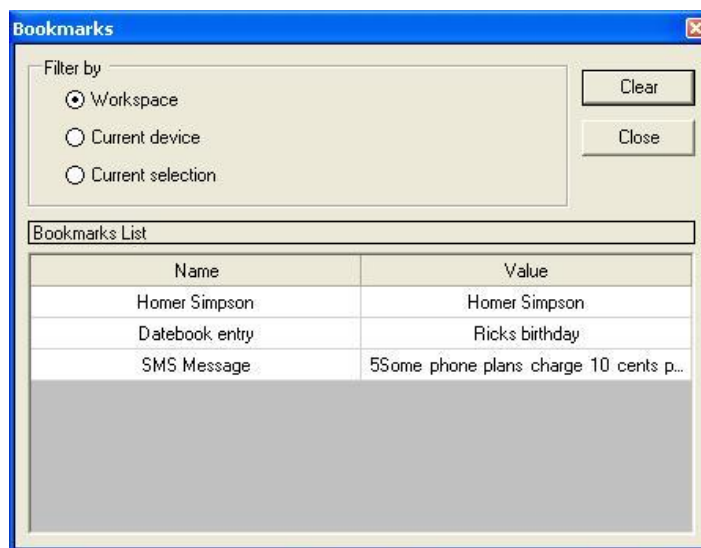 Bookmarks
Filter by
Workspace
Clear
Current device
Close
Current selection
Bookmarks List
Name Value
Homer Simpson Homer Simpson
Datebook entry Ricks birthday
SMS Message 5Some phone plans charge 10 cents p...